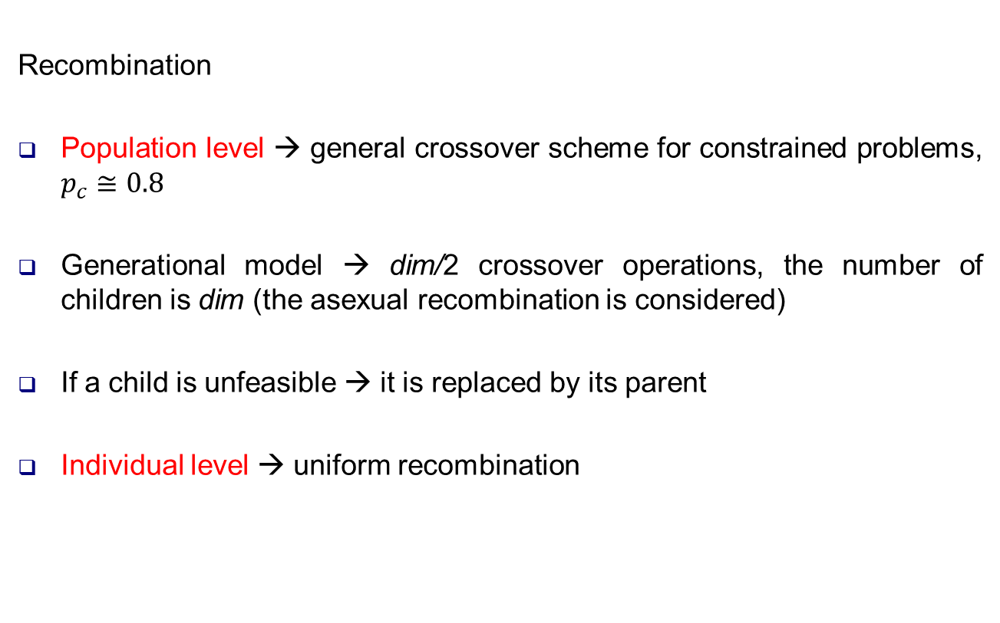 Recombination
❑ Population level → general crossover scheme for constrained problems,
𝑝𝑐 ≅ 0.8
❑ Generational model → dim/2 crossover operations, the number of
children is dim (the asexual recombination is considered)
❑ If a child is unfeasible → it is replaced by its parent
❑ Individual level → uniform recombination